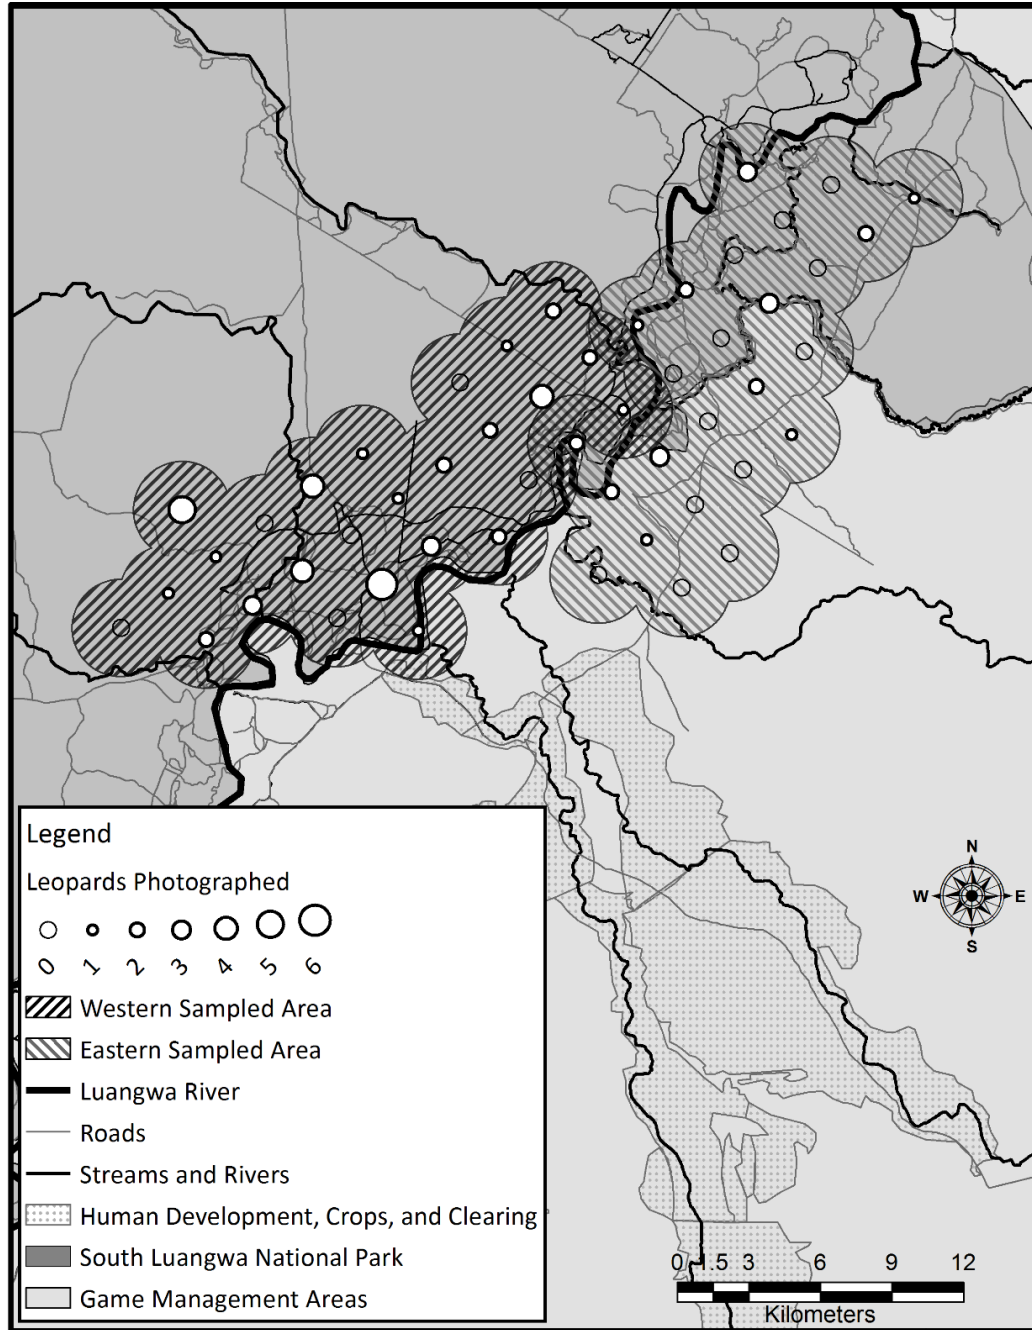 N
W E
S
0 1.5 3 6 9 12
Kilometers
Legend
Leopards Photographed
0 1 2 3 4 5 6
Western Sampled Area
Eastern Sampled Area
Luangwa River
Roads
Streams and Rivers
Human Development, Crops, and Clearing
South Luangwa National Park
Game Management Areas